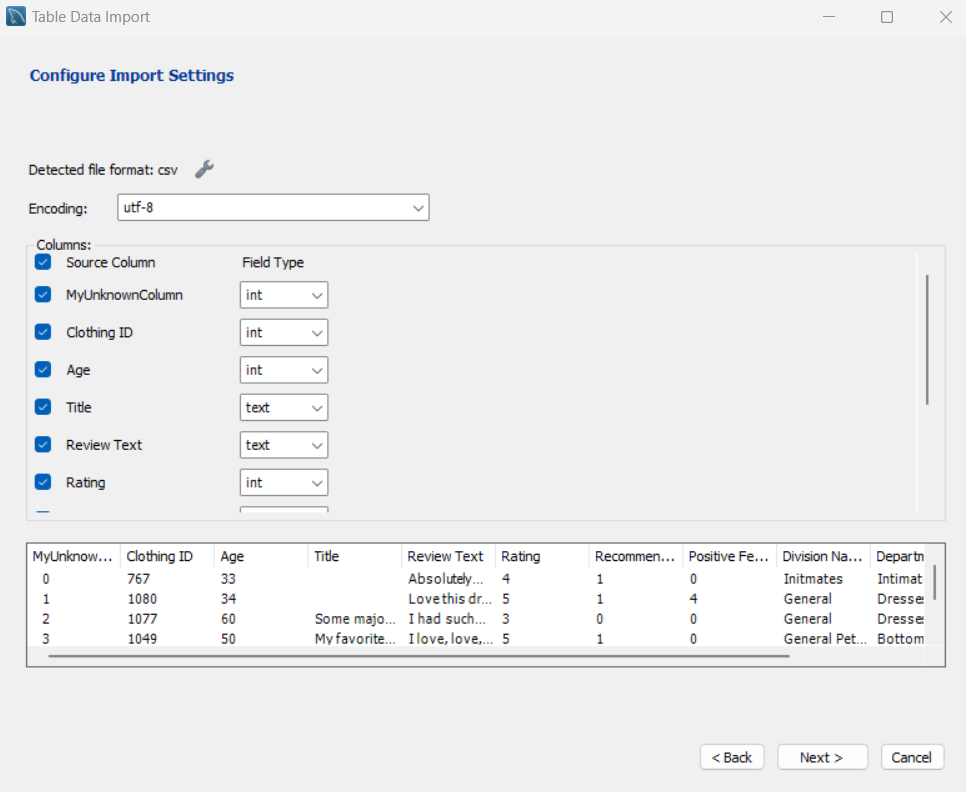 Table Data Import
Configure Import Settings
Detected file format: csv
Encoding: utf-8
Columns:
Source Column Field Type
MyUnknownColumn int
Clothing ID int
Age int
Title text
Review Text text
Rating int
MyUnknow... Clothing ID Age Title Review Text Rating Recommen... Positive Fe... Division Na... Departm
0 767 33 Absolutely... 4 1 0 Initmates Intimat
1 1080 34 Love this dr... 5 1 4 General Dresse
2 1077 60 Some majo... I had such... 3 0 0 General Dresse
3 1049 50 My favorite... I love, love,... 5 1 0 General Pet... Bottom
< Back Next > Cancel